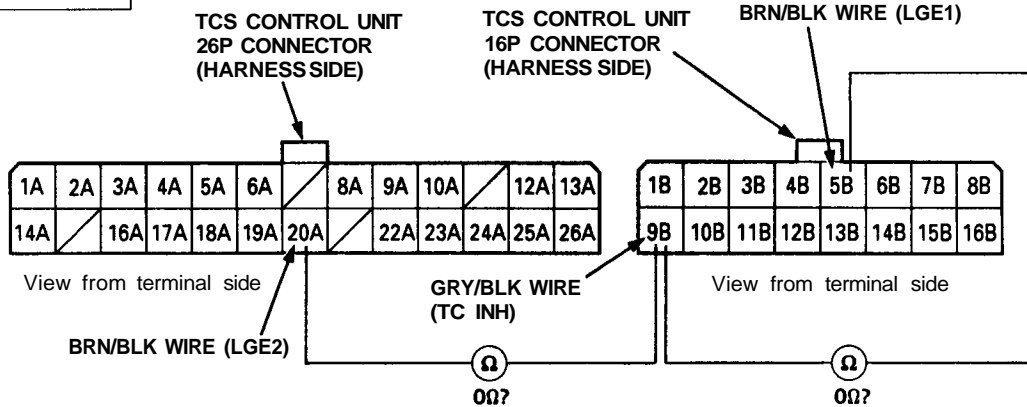 TCS CONTROL UNIT
26P CONNECTOR
(HARNESS SIDE)
TCS CONTROL UNIT
16P CONNECTOR
(HARNESS SIDE)
BRN/BLK WIRE (LGE1)
1A 2A 3A 4A 5A 6A 8A 9A 10A 12A 13A
14A 16A 17A 18A 19A 20A 22A 23A 24A 25A 26A
1B 2B 3B 4B 5B 6B 7B 8B
9B 10B 11B 12B 13B 14B 15B 16B
View from terminal side
GRY/BLK WIRE
(TC INH)
View from terminal side
BRN/BLK WIRE (LGE2)
Ω
0Ω?
Ω
0Ω?